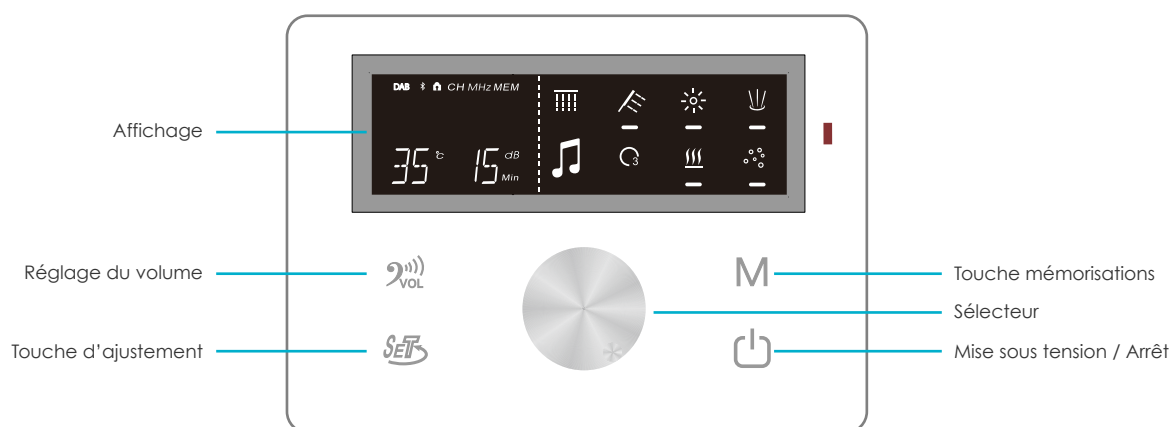 DAB CH MHz MEM
Affichage
35 °c 15 dB Min
3
Réglage du volume
VOL
M
Touche mémorisations
Sélecteur
Touche d'ajustement
SET
Mise sous tension / Arrêt